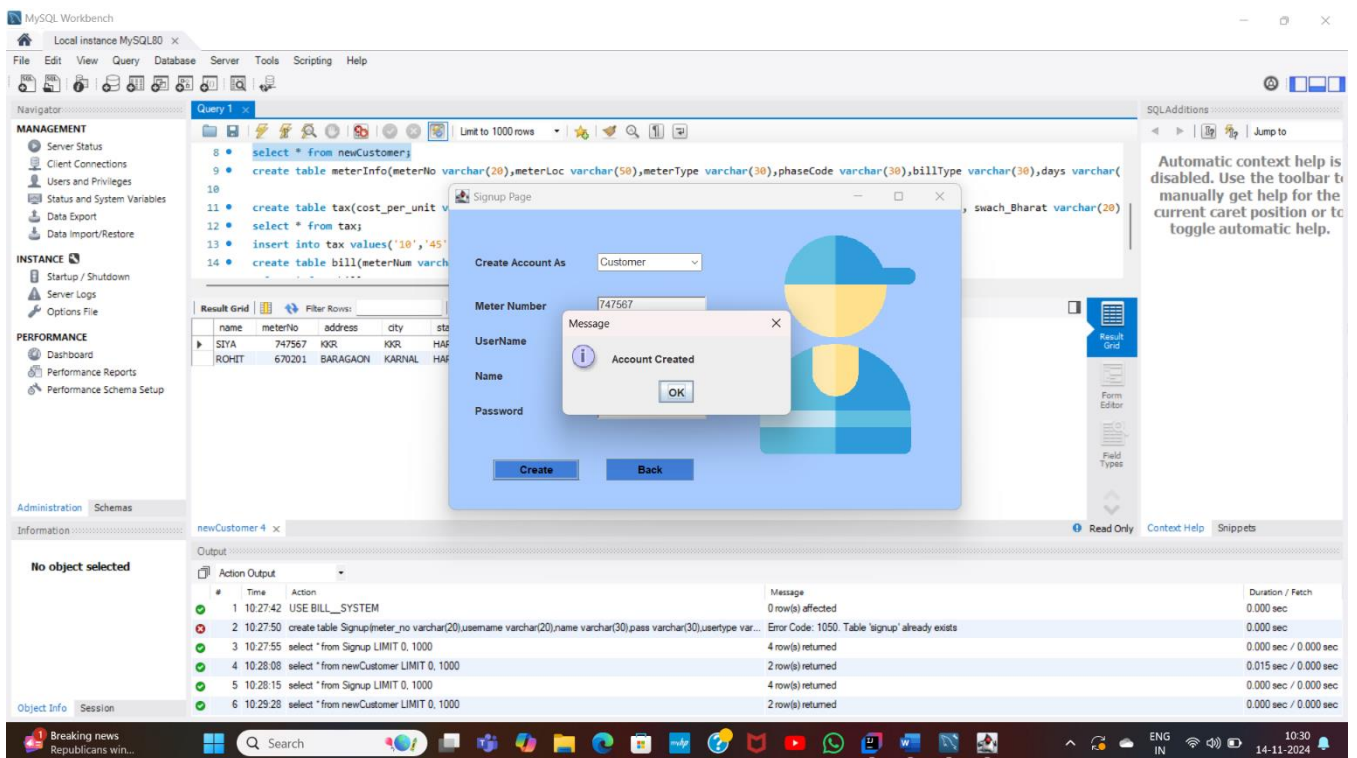 MySQL Workbench
Local instance MySQL80
File Edit View Query Database Server Tools Scripting Help
Navigator
MANAGEMENT
Server Status
Client Connections
Users and Privileges
Status and System Variables
Data Export
Data Import/Restore
INSTANCE
Startup / Shutdown
Server Logs
Options File
PERFORMANCE
Dashboard
Performance Reports
Performance Schema Setup
Administration Schemas
Information
No object selected
Object Info Session
Query 1
Limit to 1000 rows
8 select * from newCustomer;
9 create table meterInfo(meterNo varchar(20),meterLoc varchar(50),meterType varchar(30),phaseCode varchar(30),billType varchar(30),days varchar(
10
11 create table tax(cost_per_unit v , swach_Bharat varchar(20)
12 select * from tax;
13 insert into tax values('10','45'
14 create table bill(meterNum varch
Result Grid Filter Rows:
name meterNo address city sta
SIYA 747567 KKR KKR HAR
ROHIT 670201 BARAGAON KARNAL HAR
Signup Page
Create Account As Customer
Meter Number 747567
UserName
Name
Password
Create Back
Message
Account Created
OK
Result Grid
Form Editor
Field Types
newCustomer 4
Read Only
SQLAdditions
Jump to
Automatic context help is
disabled. Use the toolbar to
manually get help for the
current caret position or to
toggle automatic help.
Context Help Snippets
Output
Action Output
# Time Action Message Duration / Fetch
1 10:27:42 USE BILL__SYSTEM 0 row(s) affected 0.000 sec
2 10:27:50 create table Signup(meter_no varchar(20),username varchar(20),name varchar(30),pass varchar(30),usertype var... Error Code: 1050. Table 'signup' already exists 0.000 sec
3 10:27:55 select * from Signup LIMIT 0, 1000 4 row(s) returned 0.000 sec / 0.000 sec
4 10:28:08 select * from newCustomer LIMIT 0, 1000 2 row(s) returned 0.015 sec / 0.000 sec
5 10:28:15 select * from Signup LIMIT 0, 1000 4 row(s) returned 0.000 sec / 0.000 sec
6 10:29:28 select * from newCustomer LIMIT 0, 1000 2 row(s) returned 0.000 sec / 0.000 sec
1
Breaking news
Republicans win...
Search
ENG
IN
10:30
14-11-2024